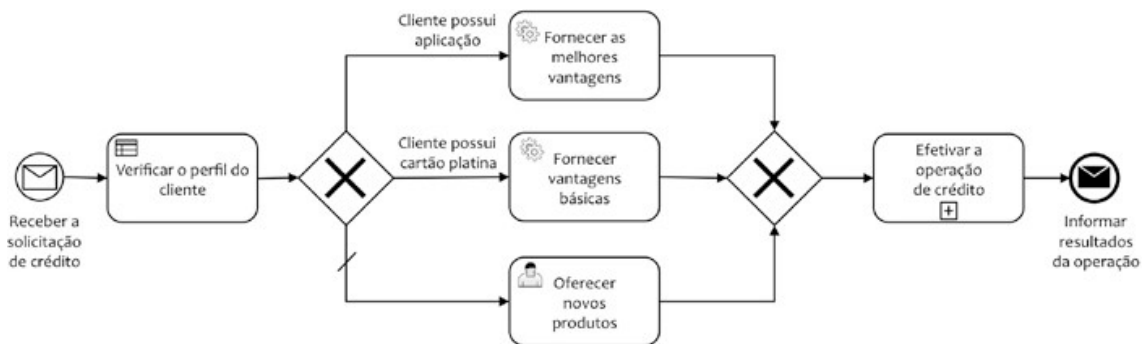 Cliente possui
aplicação
Fornecer as
melhores
vantagens
Verificar o perfil do
cliente
Cliente possui
cartão platina
Fornecer
vantagens
básicas
Efetivar a
operação
de crédito
Receber a
solicitação
de crédito
Informar
resultados
da operação
Oferecer
novos
produtos